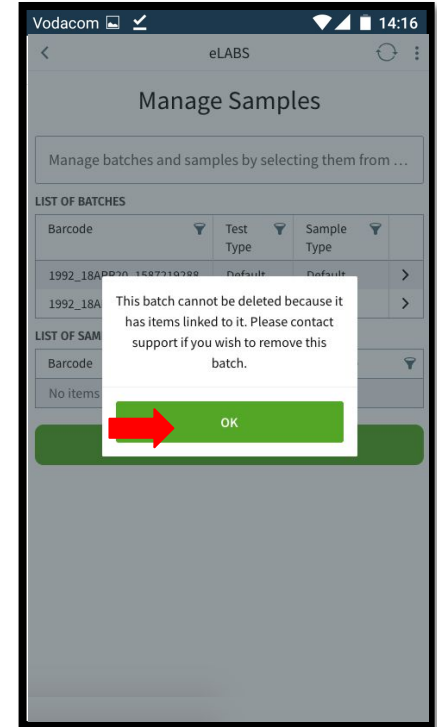 Vodacom 14:16
eLABS
Manage Samples
Manage batches and samples by selecting them from ...
LIST OF BATCHES
Barcode Test Type Sample Type
1992_18APR20_1587219288 Default Default
1992_18A
This batch cannot be deleted because it
has items linked to it. Please contact
support if you wish to remove this
batch.
LIST OF SAM
Barcode
No items
OK